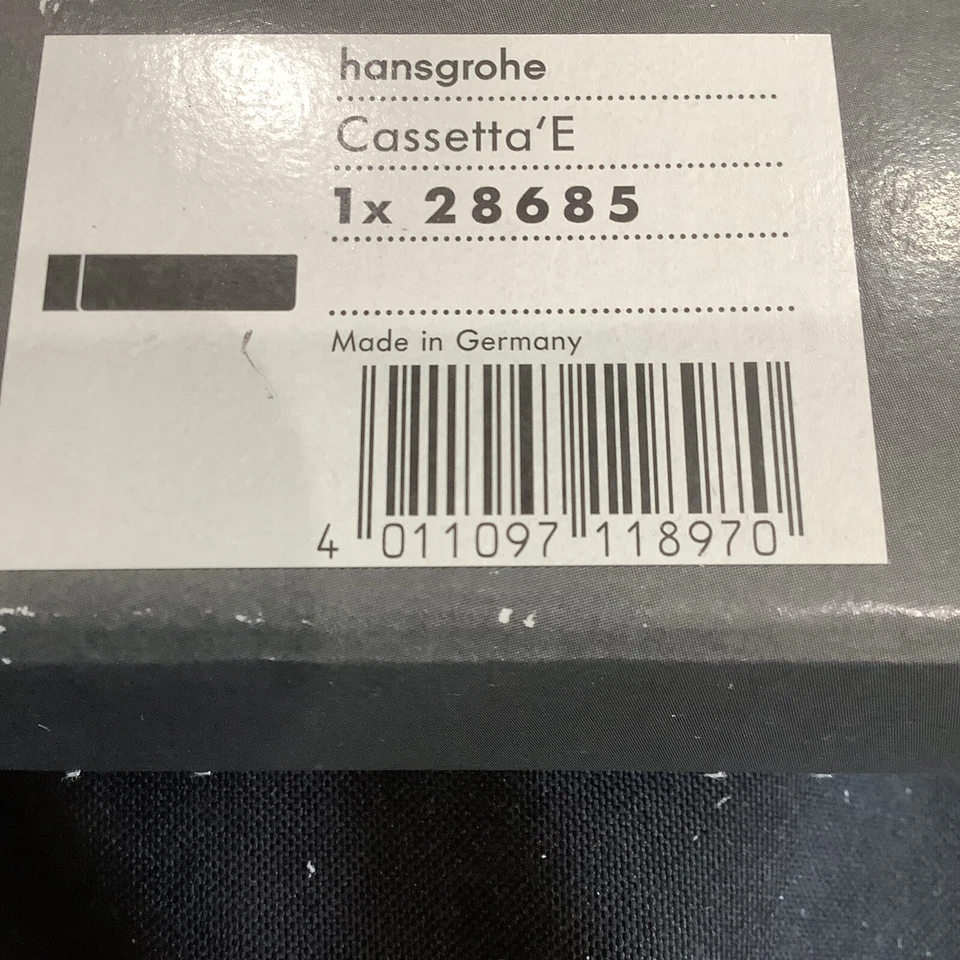 hansgrohe
Cassetta'E
1x 28685
Made in Germany
4 011097 118970